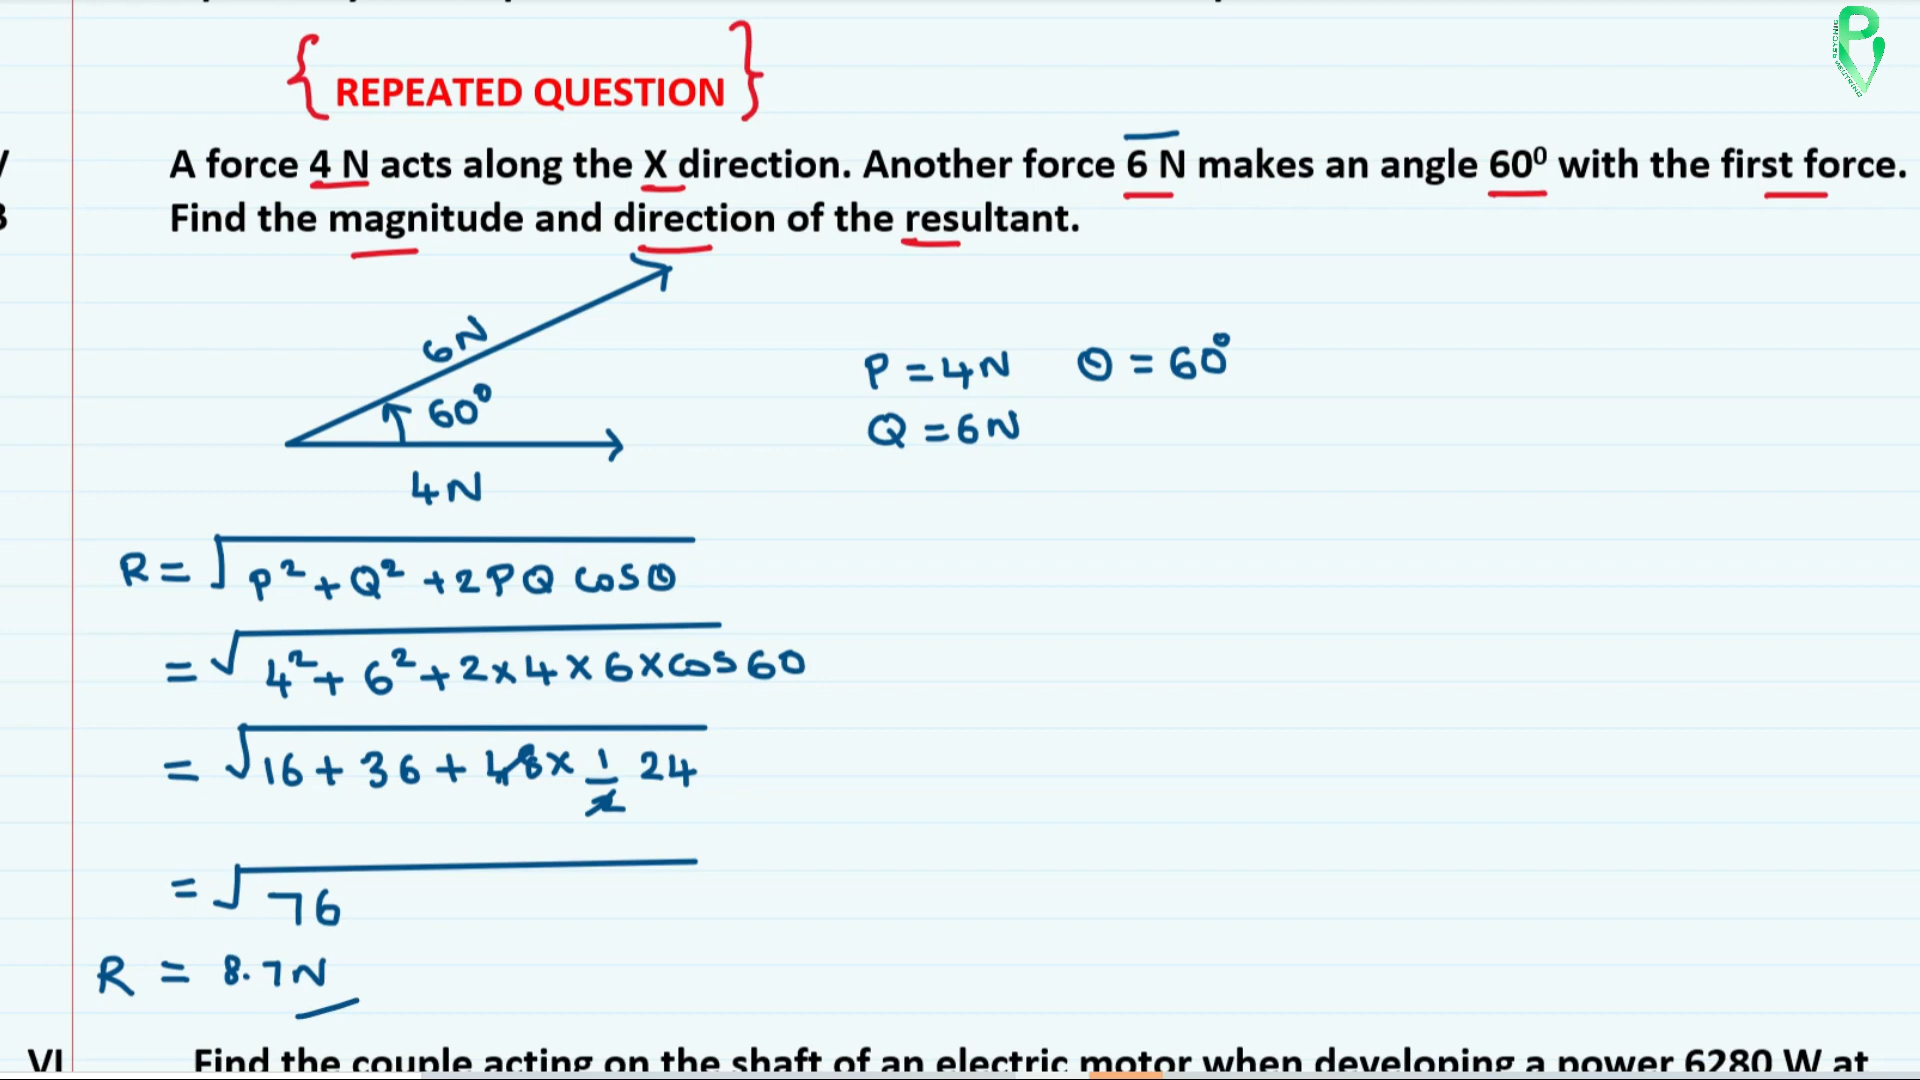 { REPEATED QUESTION }
A force 4 N acts along the X direction. Another force 6 N makes an angle 60⁰ with the first force.
Find the magnitude and direction of the resultant.
6N
60°
4N
P = 4N θ = 60°
Q = 6N
R = √P² + Q² + 2PQ cosθ
= √4² + 6² + 2 × 4 × 6 × cos 60
= √16 + 36 + 48 × 1/2 24
= √76
R = 8.7N
VI Find the couple acting on the shaft of an electric motor when developing a power 6280 W at